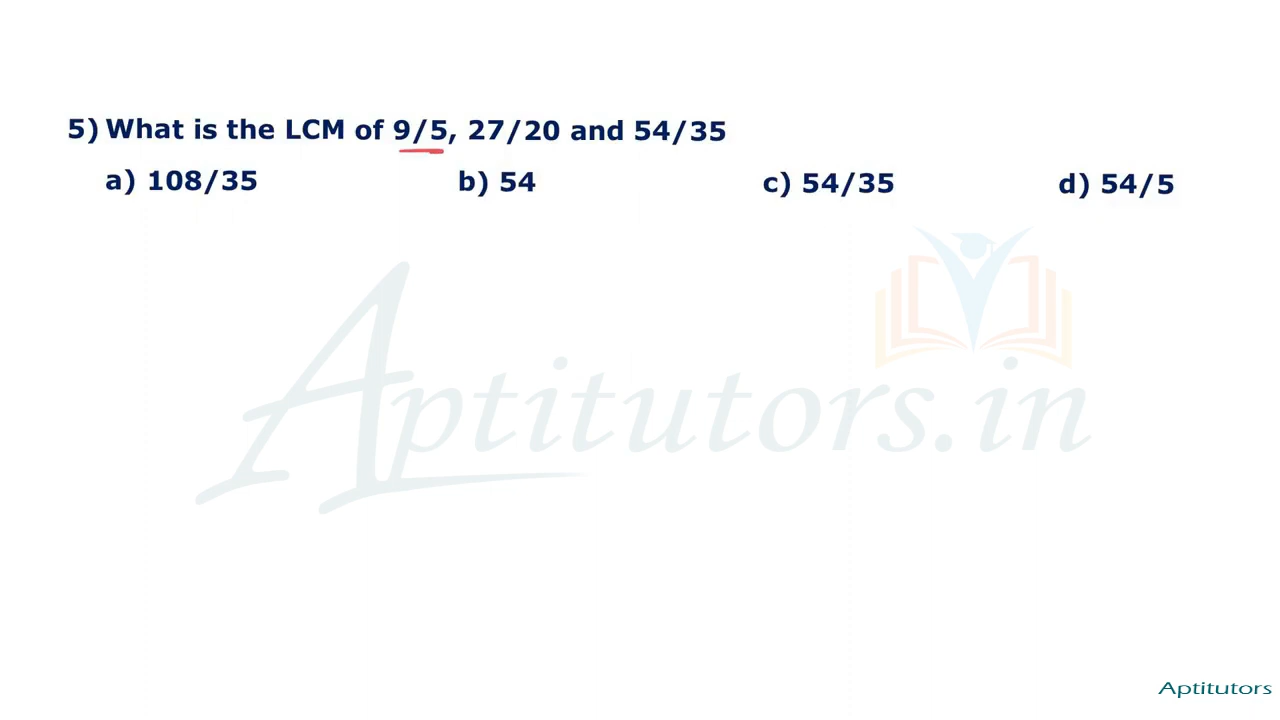 5) What is the LCM of 9/5, 27/20 and 54/35
a) 108/35 b) 54 c) 54/35 d) 54/5
Aptitutors.in
Aptitutors